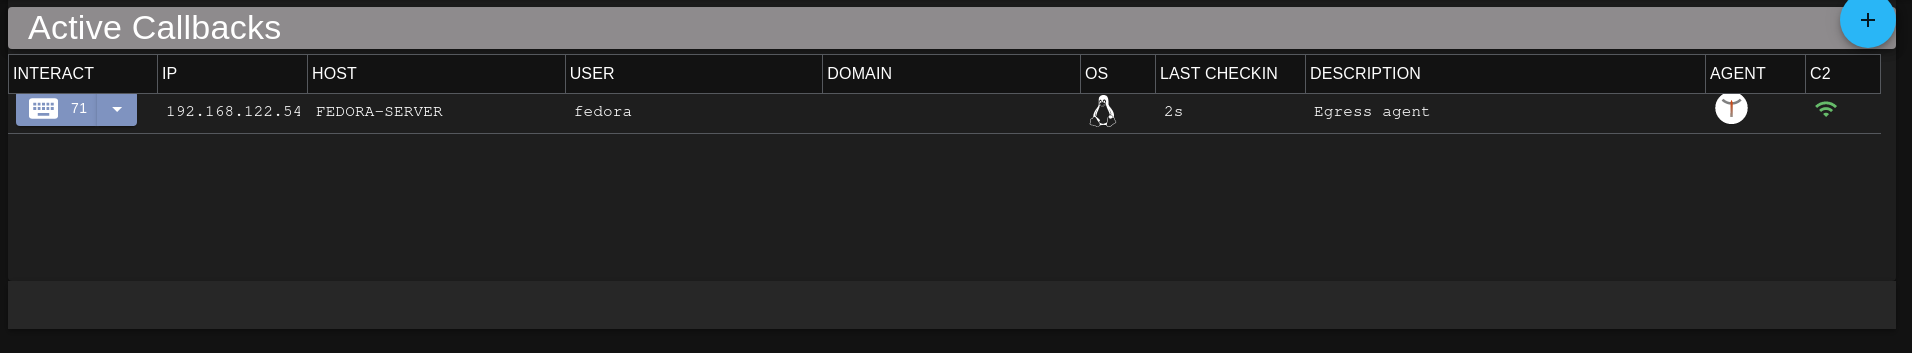 Active Callbacks
+
INTERACT IP HOST USER DOMAIN OS LAST CHECKIN DESCRIPTION AGENT C2
71 192.168.122.54 FEDORA-SERVER fedora 2s Egress agent